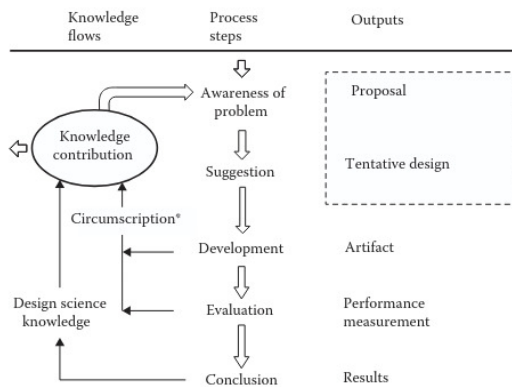 Knowledge
flows
Process
steps
Outputs
Awareness of
problem
Proposal
Knowledge
contribution
Suggestion
Tentative design
Circumscription*
Development
Artifact
Design science
knowledge
Evaluation
Performance
measurement
Conclusion
Results